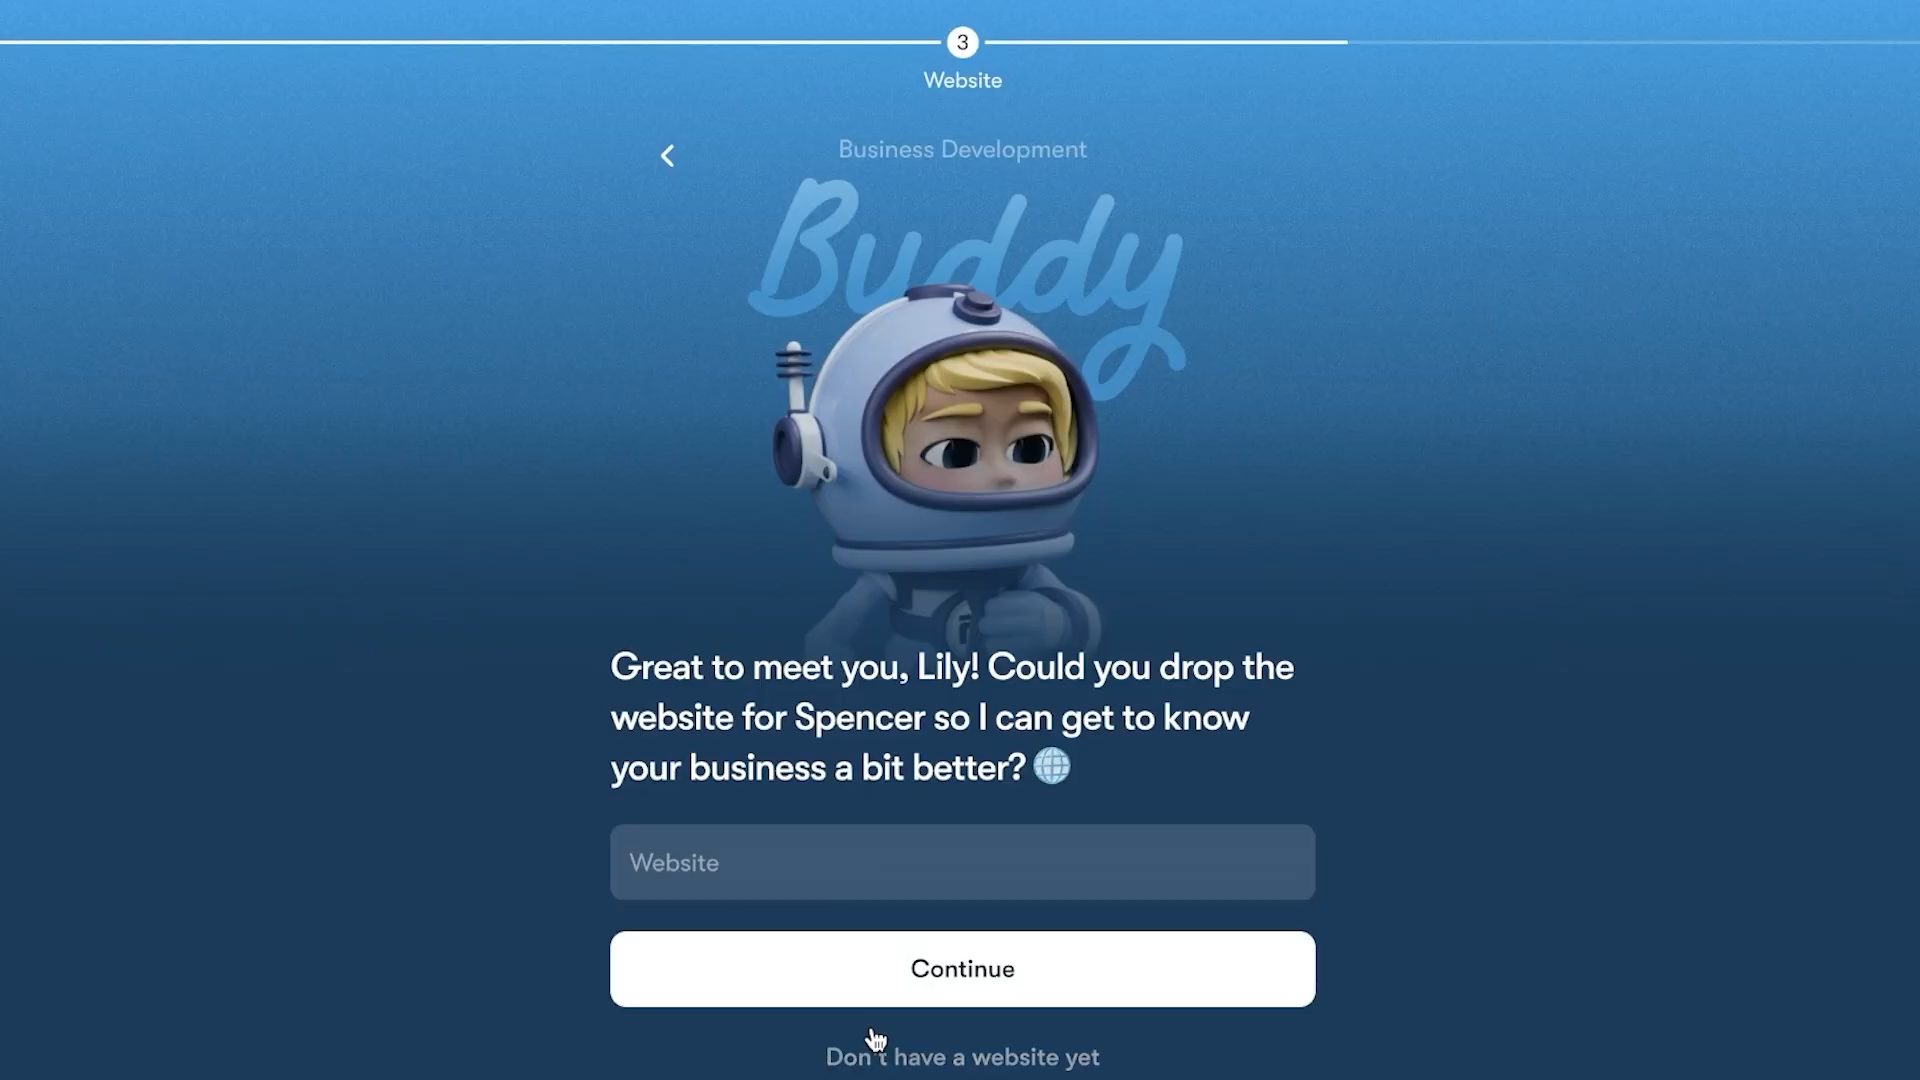 3
Website
Business Development
Buddy
Great to meet you, Lily! Could you drop the
website for Spencer so I can get to know
your business a bit better?
Website
Continue
Don't have a website yet